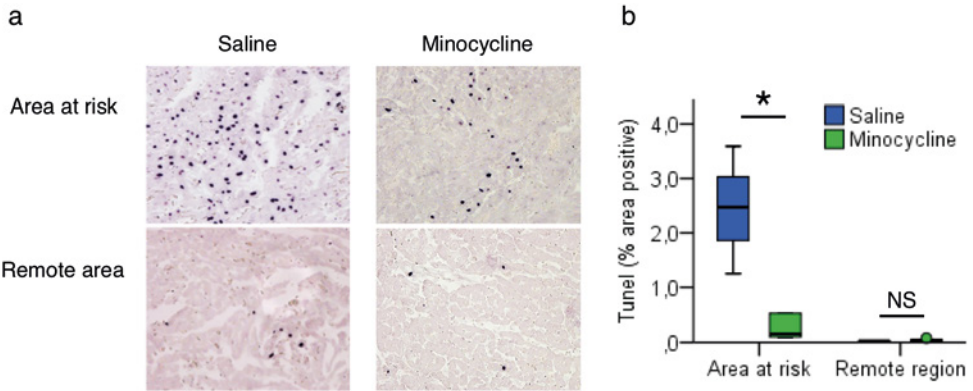 a
Saline Minocycline
Area at risk
Remote area
b
*
Saline
Minocycline
NS
Tunel (% area positive)
4,0
3,0
2,0
1,0
,0
Area at risk Remote region